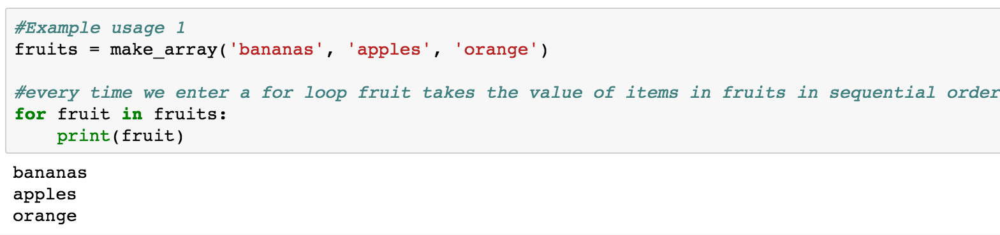 #Example usage 1
fruits = make_array('bananas', 'apples', 'orange')
#every time we enter a for loop fruit takes the value of items in fruits in sequential order
for fruit in fruits:
    print(fruit)
bananas
apples
orange